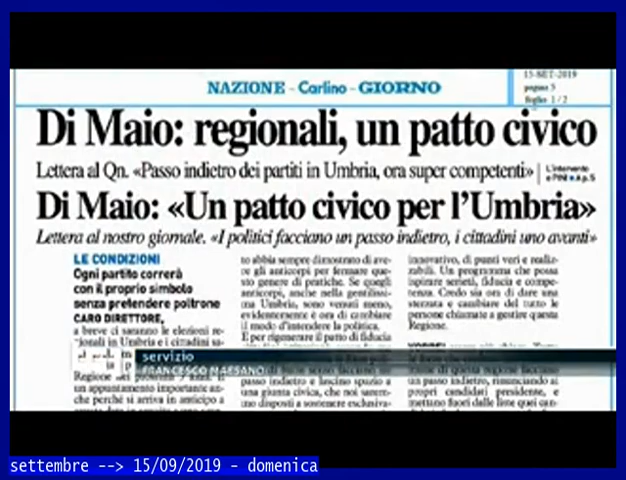 NAZIONE - Carlino - GIORNO
15-SET-2019
pagina 5
foglio 1 / 2
Di Maio: regionali, un patto civico
Lettera al Qn. «Passo indietro dei partiti in Umbria, ora super competenti»
L'intervento
a p. 5
Di Maio: «Un patto civico per l'Umbria»
Lettera al nostro giornale. «I politici facciano un passo indietro, i cittadini uno avanti»
LE CONDIZIONI
Ogni partito correrà
con il proprio simbolo
senza pretendere poltrone
CARO DIRETTORE,
a breve ci saranno le elezioni re-
gionali in Umbria e i cittadini sa-
Regione
un appuntamento importante an-
che perché si arriva in anticipo a
to abbia sempre dimostrato di ave-
re gli anticorpi per fermare que-
sto genere di pratiche. Se quegli
anticorpi, anche nella gentilissi-
ma Umbria, sono venuti meno,
evidentemente è ora di cambiare
il modo d'intendere la politica.
E per rigenerare il patto di fiducia
passo indietro e lascino spazio a
una giunta civica, che noi sarem-
mo disposti a sostenere esclusiva-
innovativo, di punti veri e realiz-
zabili. Un programma che possa
ispirare serietà, fiducia e compe-
tenza. Credo sia ora di dare una
sterzata e cambiare del tutto le
persone chiamate a gestire questa
Regione.
un passo indietro, rinunciando ai
propri candidati presidente, e
mettano fuori dalle liste quei can-
servizio
FRANCESCO MAESANO
settembre --> 15/09/2019 - domenica